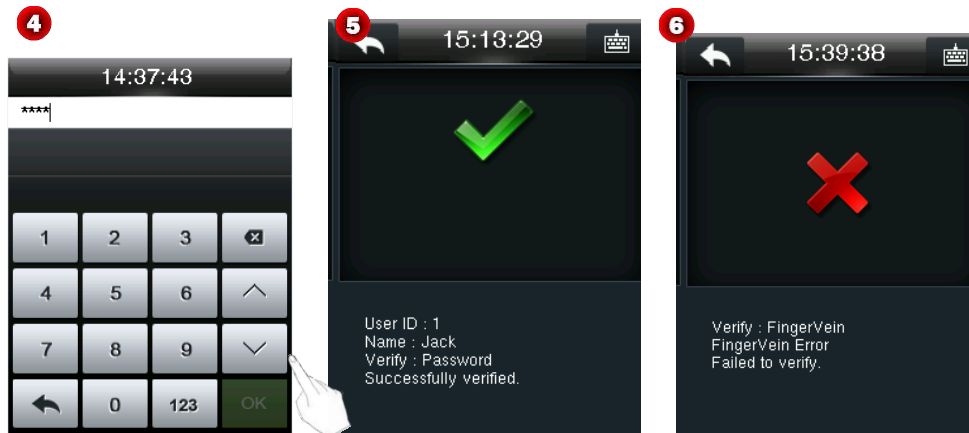 4
14:37:43
****
1 2 3
4 5 6
7 8 9
0 123 OK
5
15:13:29
User ID : 1
Name : Jack
Verify : Password
Successfully verified.
6
15:39:38
Verify : FingerVein
FingerVein Error
Failed to verify.